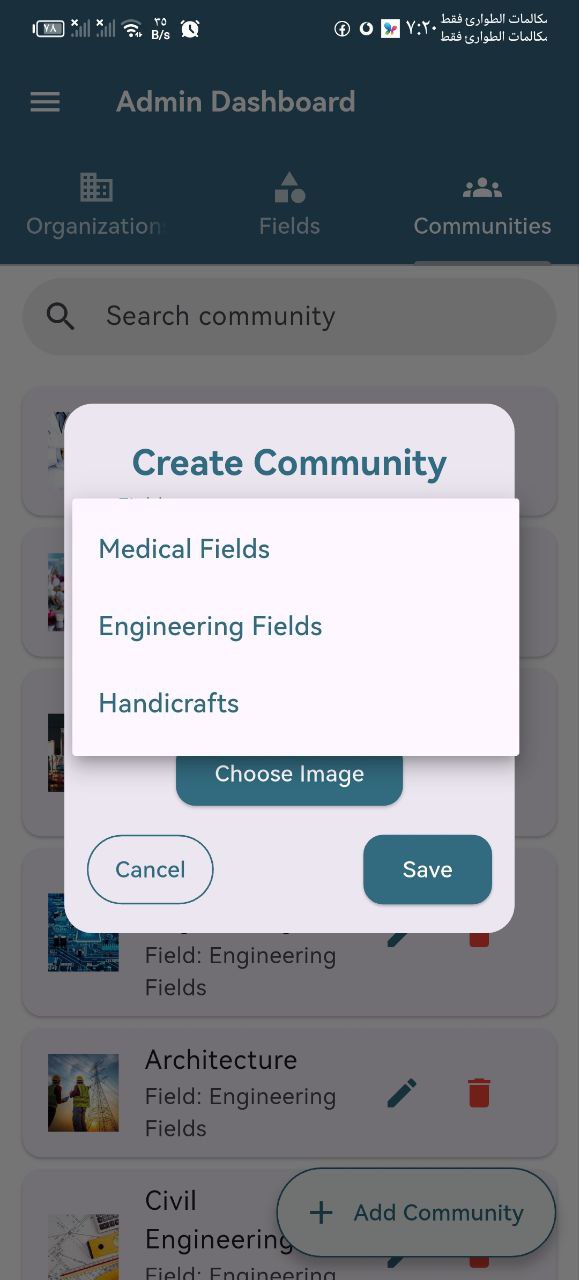 ٧٨
٣٥
B/s
٧:٢٠
مكالمات الطوارئ فقط
مكالمات الطوارئ فقط
Admin Dashboard
Organization
Fields
Communities
Search community
Create Community
Medical Fields
Engineering Fields
Handicrafts
Choose Image
Cancel
Save
Field: Engineering
Fields
Architecture
Field: Engineering
Fields
Civil
Engineering
Add Community
Field: Engineering